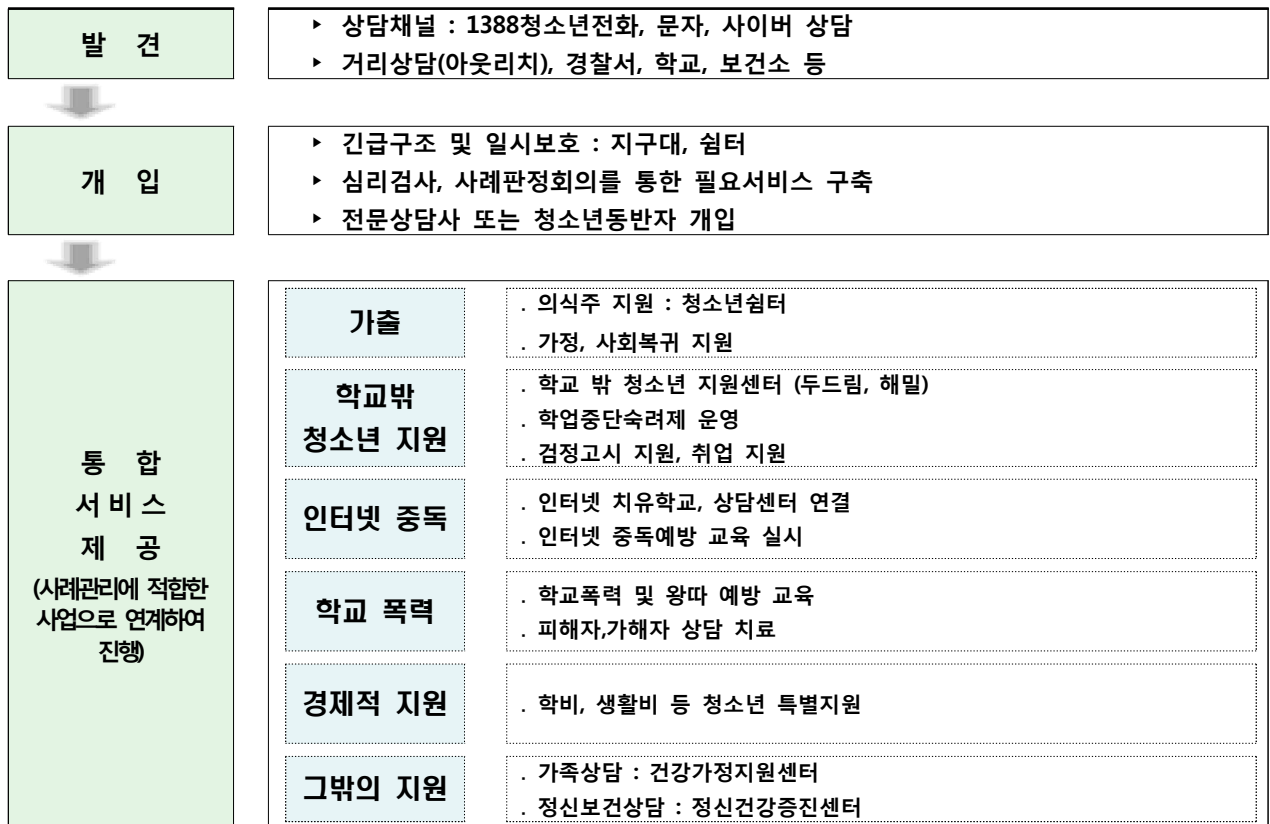 발 견
▸ 상담채널 : 1388청소년전화, 문자, 사이버 상담
▸ 거리상담(아웃리치), 경찰서, 학교, 보건소 등
개 입
▸ 긴급구조 및 일시보호 : 지구대, 쉼터
▸ 심리검사, 사례판정회의를 통한 필요서비스 구축
▸ 전문상담사 또는 청소년동반자 개입
통 합
서 비 스
제 공
(사례관리에 적합한
사업으로 연계하여
진행)
가출
. 의식주 지원 : 청소년쉼터
. 가정, 사회복귀 지원
학교밖
청소년 지원
. 학교 밖 청소년 지원센터 (두드림, 해밀)
. 학업중단숙려제 운영
. 검정고시 지원, 취업 지원
인터넷 중독
. 인터넷 치유학교, 상담센터 연결
. 인터넷 중독예방 교육 실시
학교 폭력
. 학교폭력 및 왕따 예방 교육
. 피해자,가해자 상담 치료
경제적 지원
. 학비, 생활비 등 청소년 특별지원
그밖의 지원
. 가족상담 : 건강가정지원센터
. 정신보건상담 : 정신건강증진센터